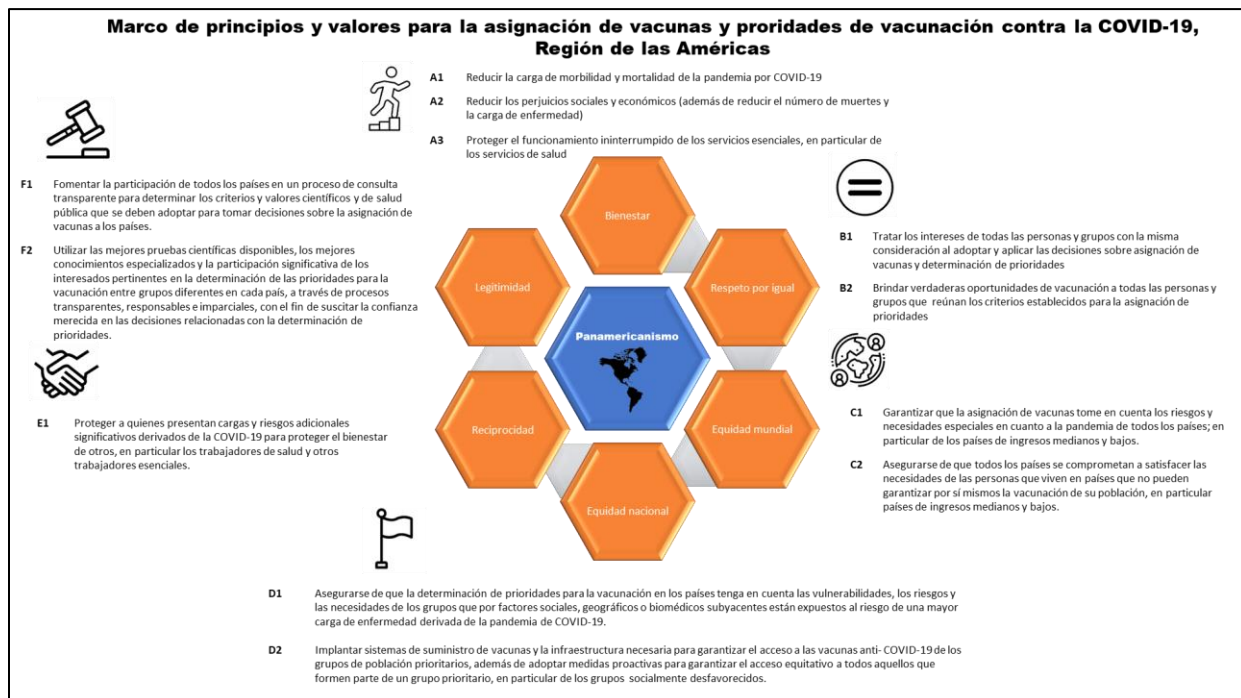 Marco de principios y valores para la asignación de vacunas y proridades de vacunación contra la COVID-19,
Región de las Américas
A1 Reducir la carga de morbilidad y mortalidad de la pandemia por COVID-19
A2 Reducir los perjuicios sociales y económicos (además de reducir el número de muertes y
la carga de enfermedad)
A3 Proteger el funcionamiento ininterrumpido de los servicios esenciales, en particular de
los servicios de salud
F1 Fomentar la participación de todos los países en un proceso de consulta
transparente para determinar los criterios y valores científicos y de salud
pública que se deben adoptar para tomar decisiones sobre la asignación de
vacunas a los países.
F2 Utilizar las mejores pruebas científicas disponibles, los mejores
conocimientos especializados y la participación significativa de los
interesados pertinentes en la determinación de las prioridades para la
vacunación entre grupos diferentes en cada país, a través de procesos
transparentes, responsables e imparciales, con el fin de suscitar la confianza
merecida en las decisiones relacionadas con la determinación de
prioridades.
E1 Proteger a quienes presentan cargas y riesgos adicionales
significativos derivados de la COVID-19 para proteger el bienestar
de otros, en particular los trabajadores de salud y otros
trabajadores esenciales.
Bienestar
Legitimidad
Respeto por igual
Panamericanismo
Reciprocidad
Equidad mundial
Equidad nacional
B1 Tratar los intereses de todas las personas y grupos con la misma
consideración al adoptar y aplicar las decisiones sobre asignación de
vacunas y determinación de prioridades
B2 Brindar verdaderas oportunidades de vacunación a todas las personas y
grupos que reúnan los criterios establecidos para la asignación de
prioridades
C1 Garantizar que la asignación de vacunas tome en cuenta los riesgos y
necesidades especiales en cuanto a la pandemia de todos los países; en
particular de los países de ingresos medianos y bajos.
C2 Asegurarse de que todos los países se comprometan a satisfacer las
necesidades de las personas que viven en países que no pueden
garantizar por sí mismos la vacunación de su población, en particular
países de ingresos medianos y bajos.
D1 Asegurarse de que la determinación de prioridades para la vacunación en los países tenga en cuenta las vulnerabilidades, los riesgos y
las necesidades de los grupos que por factores sociales, geográficos o biomédicos subyacentes están expuestos al riesgo de una mayor
carga de enfermedad derivada de la pandemia de COVID-19.
D2 Implantar sistemas de suministro de vacunas y la infraestructura necesaria para garantizar el acceso a las vacunas anti- COVID-19 de los
grupos de población prioritarios, además de adoptar medidas proactivas para garantizar el acceso equitativo a todos aquellos que
formen parte de un grupo prioritario, en particular de los grupos socialmente desfavorecidos.